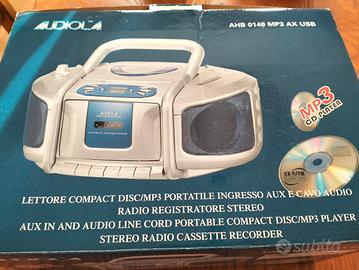 AUDIOLA
AHB 0148 MP3 AX USB
AUDIOLA
MP3
CD PLAYER
CD-R/RW
LETTORE COMPACT DISC/MP3 PORTATILE INGRESSO AUX E CAVO AUDIO
RADIO REGISTRATORE STEREO
AUX IN AND AUDIO LINE CORD PORTABLE COMPACT DISC/MP3 PLAYER
STEREO RADIO CASSETTE RECORDER
subito